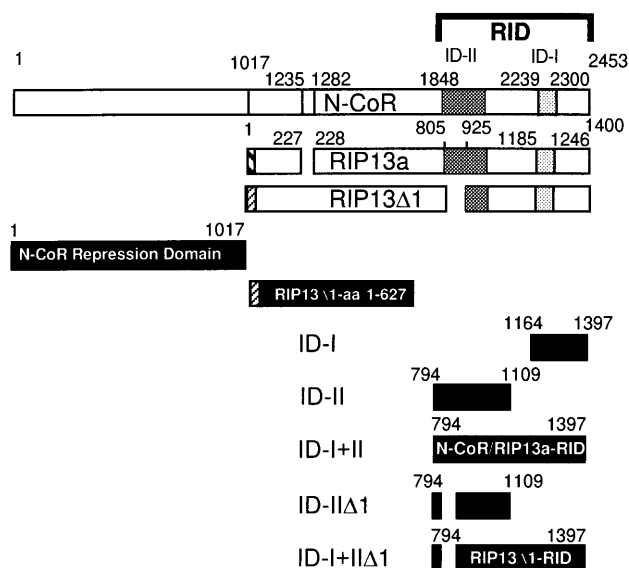 RID
ID-II ID-I
1 1017 1235 1282 1848 2239 2300 2453
N-CoR
1 227 228 805 925 1185 1246 1400
RIP13a
RIP13Δ1
1 1017
N-CoR Repression Domain
RIP13 \1-aa 1-627
1164 1397
ID-I
794 1109
ID-II
794 1397
ID-I+II N-CoR/RIP13a-RID
794 1109
ID-IIΔ1
794 1397
ID-I+IIΔ1 RIP13 \1-RID